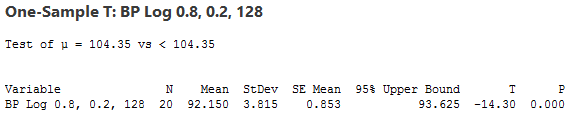 One-Sample T: BP Log 0.8, 0.2, 128
Test of μ = 104.35 vs < 104.35
Variable N Mean StDev SE Mean 95% Upper Bound T P
BP Log 0.8, 0.2, 128 20 92.150 3.815 0.853 93.625 -14.30 0.000